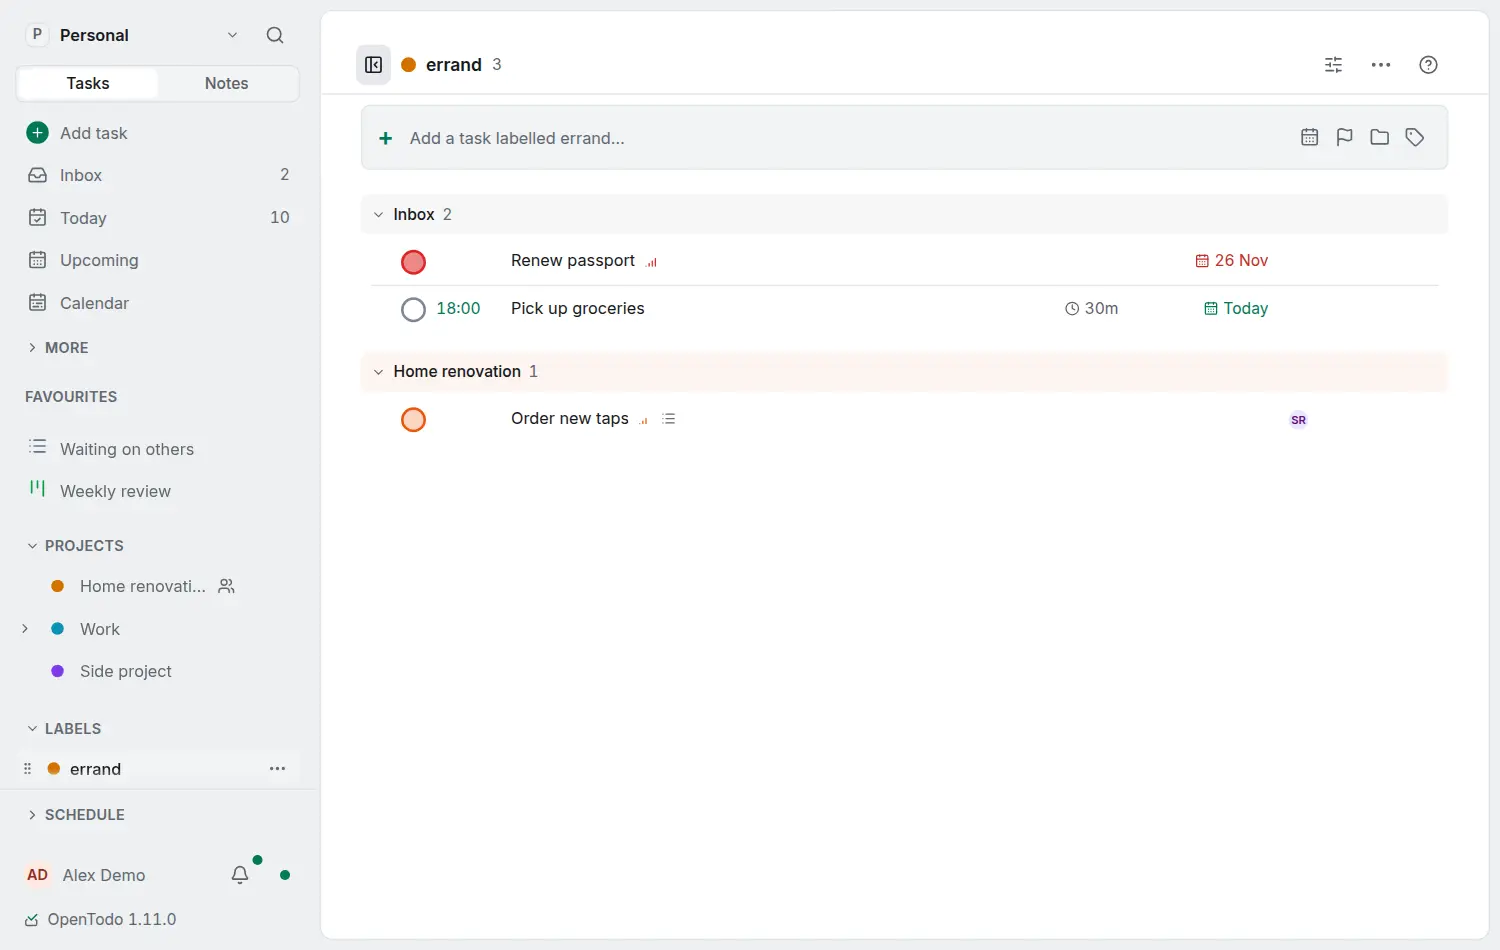 P Personal
Tasks Notes
Add task
Inbox 2
Today 10
Upcoming
Calendar
MORE
FAVOURITES
Waiting on others
Weekly review
PROJECTS
Home renovati...
Work
Side project
LABELS
errand
SCHEDULE
AD Alex Demo
OpenTodo 1.11.0
errand 3
Add a task labelled errand...
Inbox 2
Renew passport 26 Nov
18:00 Pick up groceries 30m Today
Home renovation 1
Order new taps SR